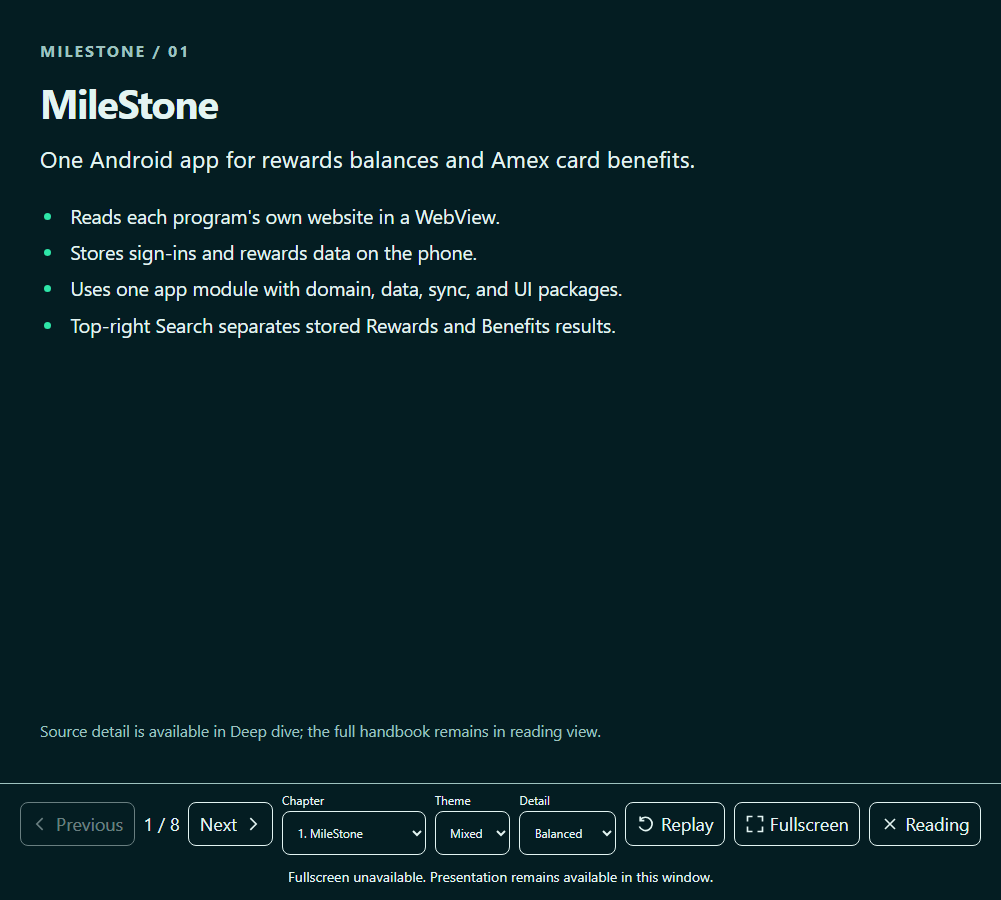 MILESTONE / 01
MileStone
One Android app for rewards balances and Amex card benefits.
Reads each program's own website in a WebView.
Stores sign-ins and rewards data on the phone.
Uses one app module with domain, data, sync, and UI packages.
Top-right Search separates stored Rewards and Benefits results.
Source detail is available in Deep dive; the full handbook remains in reading view.
Chapter Theme Detail
Previous 1 / 8 Next 1. MileStone Mixed Balanced Replay Fullscreen Reading
Fullscreen unavailable. Presentation remains available in this window.